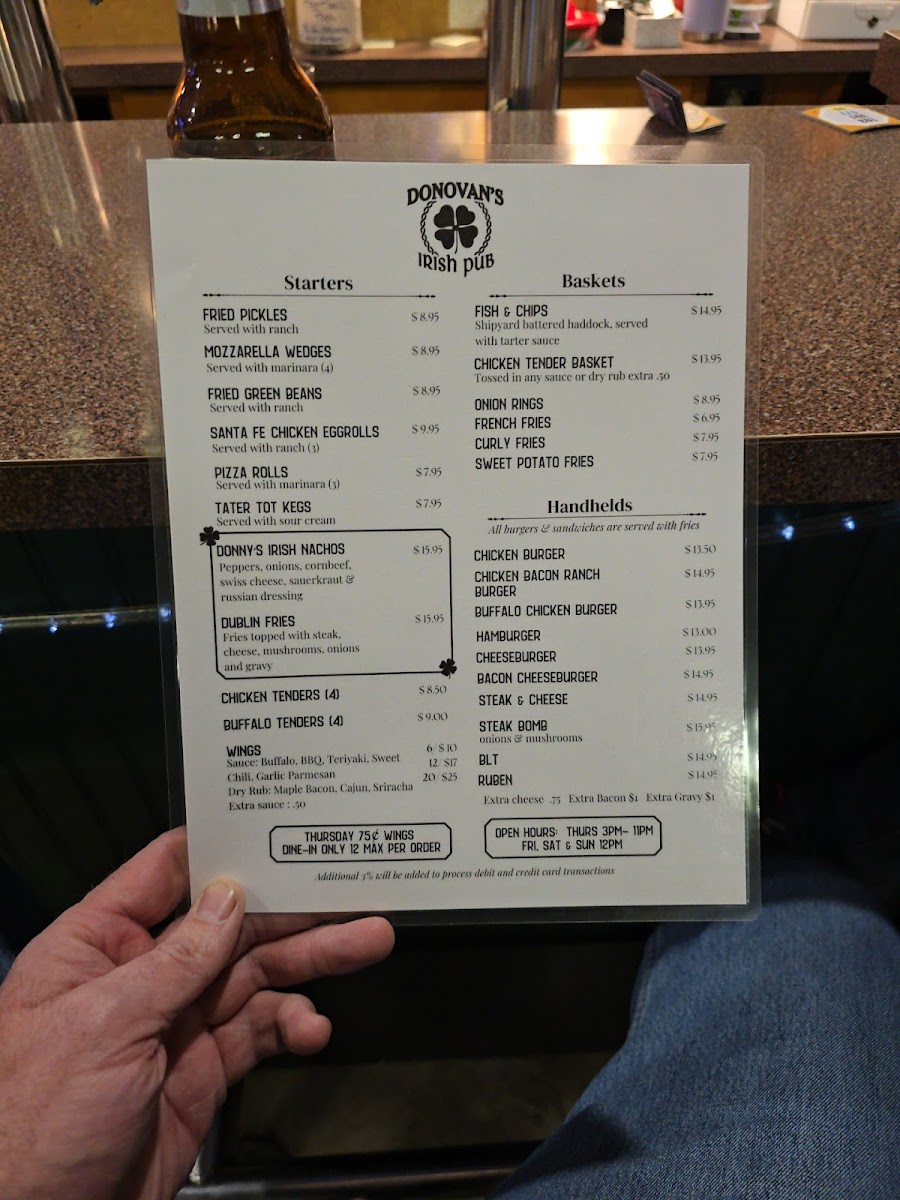 DONOVAN'S
IRISH PUB
Starters
FRIED PICKLES $8.95
Served with ranch
MOZZARELLA WEDGES $8.95
Served with marinara (4)
FRIED GREEN BEANS $8.95
Served with ranch
SANTA FE CHICKEN EGGROLLS $9.95
Served with ranch (3)
PIZZA ROLLS $7.95
Served with marinara (3)
TATER TOT KEGS $7.95
Served with sour cream
DONNY'S IRISH NACHOS $15.95
Peppers, onions, cornbeef,
swiss cheese, sauerkraut &
russian dressing
DUBLIN FRIES $15.95
Fries topped with steak,
cheese, mushrooms, onions
and gravy
CHICKEN TENDERS (4) $8.50
BUFFALO TENDERS (4) $9.00
WINGS 6/$10
Sauce: Buffalo, BBQ, Teriyaki, Sweet 12/$17
Chili, Garlic Parmesan 20/$25
Dry Rub: Maple Bacon, Cajun, Sriracha
Extra sauce : .50
THURSDAY 75¢ WINGS
DINE-IN ONLY 12 MAX PER ORDER
Baskets
FISH & CHIPS $14.95
Shipyard battered haddock, served
with tarter sauce
CHICKEN TENDER BASKET $13.95
Tossed in any sauce or dry rub extra .50
ONION RINGS $8.95
FRENCH FRIES $6.95
CURLY FRIES $7.95
SWEET POTATO FRIES $7.95
Handhelds
All burgers & sandwiches are served with fries
CHICKEN BURGER $13.50
CHICKEN BACON RANCH $14.95
BURGER
BUFFALO CHICKEN BURGER $13.95
HAMBURGER $13.00
CHEESEBURGER $13.95
BACON CHEESEBURGER $14.95
STEAK & CHEESE $14.95
STEAK BOMB $15.95
onions & mushrooms
BLT $14.95
RUBEN $14.95
Extra cheese .75 Extra Bacon $1 Extra Gravy $1
OPEN HOURS: THURS 3PM- 11PM
FRI, SAT & SUN 12PM
Additional 3% will be added to process debit and credit card transactions